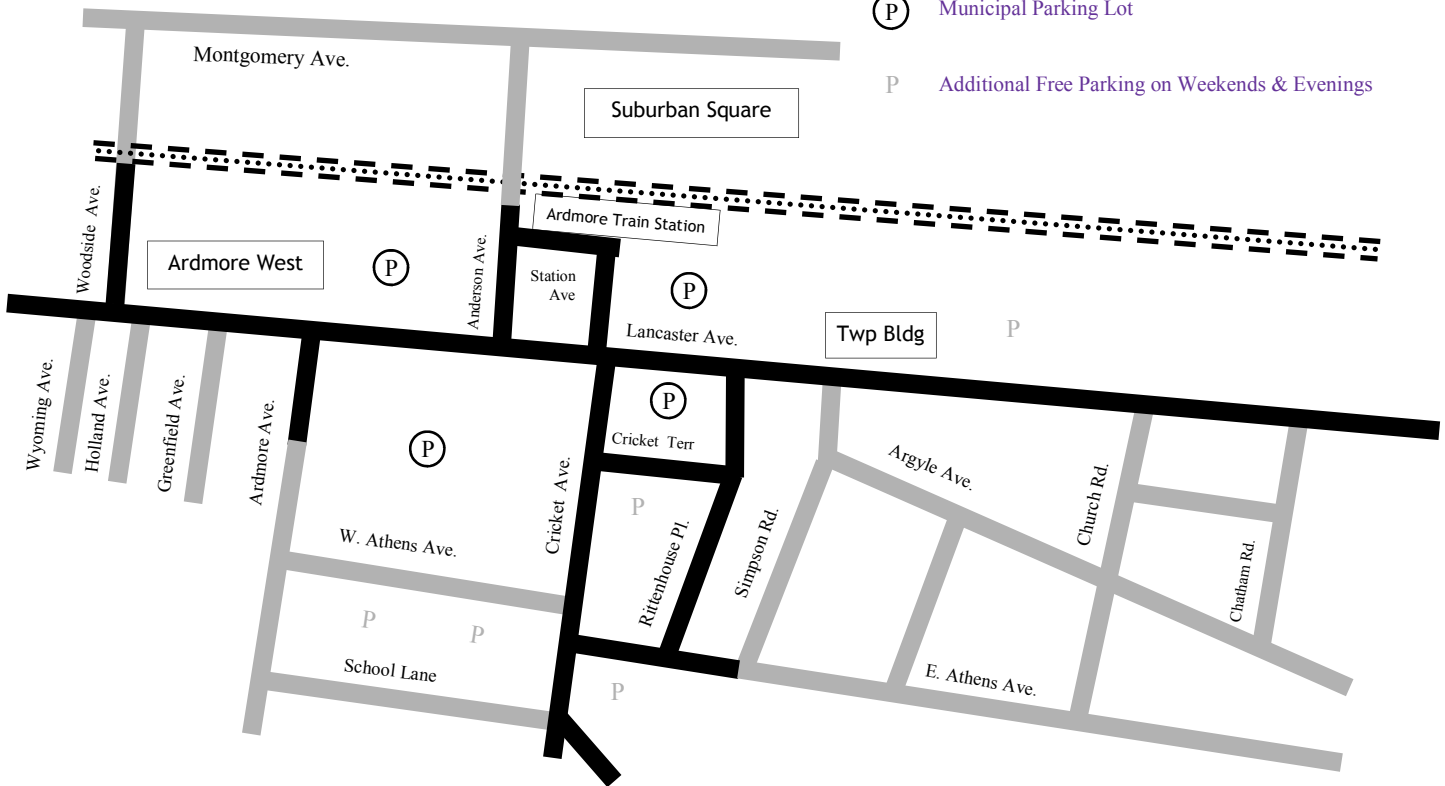 P Municipal Parking Lot
Montgomery Ave.
P Additional Free Parking on Weekends & Evenings
Suburban Square
Woodside Ave.
Ardmore West
P
Anderson Ave.
Ardmore Train Station
Station
Ave
P
Lancaster Ave.
Twp Bldg
P
Wyoming Ave.
Holland Ave.
Greenfield Ave.
Ardmore Ave.
P
Cricket Ave.
P
Cricket Terr
P
Rittenhouse Pl.
Simpson Rd.
Argyle Ave.
Church Rd.
Chatham Rd.
W. Athens Ave.
P
P
School Lane
P
E. Athens Ave.